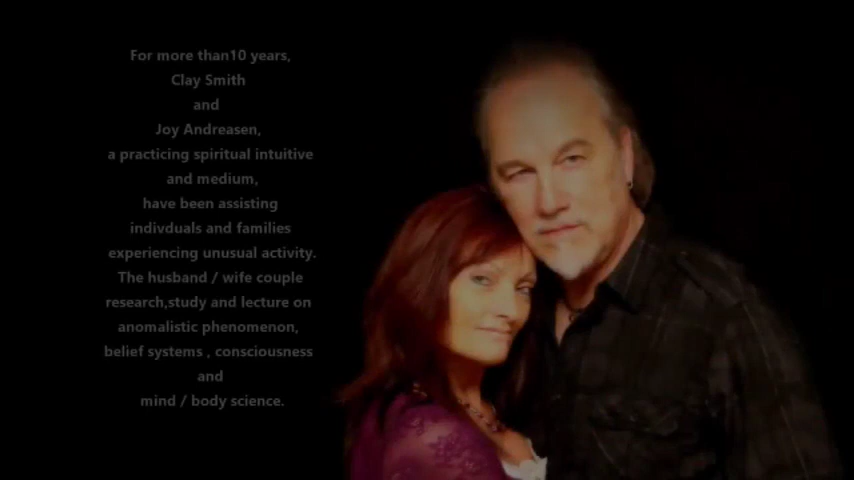 For more than10 years,
Clay Smith
and
Joy Andreasen,
a practicing spiritual intuitive
and medium,
have been assisting
indivduals and families
experiencing unusual activity.
The husband / wife couple
research,study and lecture on
anomalistic phenomenon,
belief systems , consciousness
and
mind / body science.